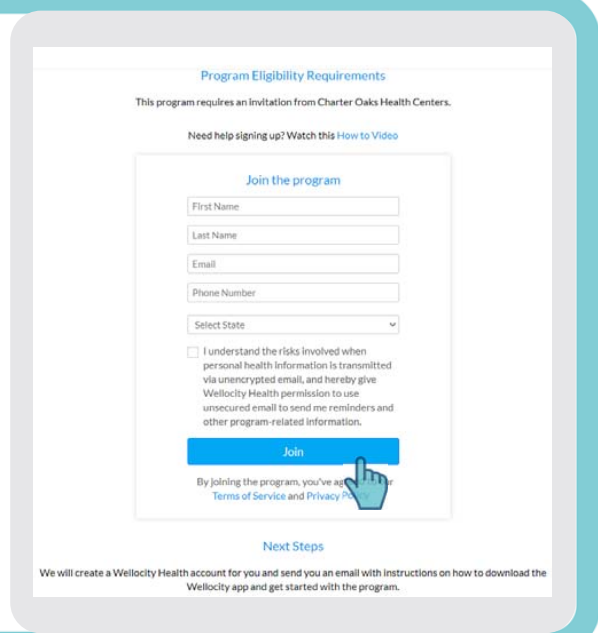 Program Eligibility Requirements
This program requires an invitation from Charter Oaks Health Centers.
Need help signing up? Watch this How to Video
Join the program
First Name
Last Name
Email
Phone Number
Select State
I understand the risks involved when
personal health information is transmitted
via unencrypted email, and hereby give
Wellocity Health permission to use
unsecured email to send me reminders and
other program-related information.
Join
By joining the program, you've
Terms of Service and Privacy
Next Steps
We will create a Wellocity Health account for you and send you an email with instructions on how to download the
Wellocity app and get started with the program.